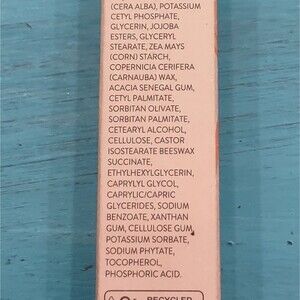 (CERA ALBA), POTASSIUM
CETYL PHOSPHATE,
GLYCERIN, JOJOBA
ESTERS, GLYCERYL
STEARATE, ZEA MAYS
(CORN) STARCH,
COPERNICIA CERIFERA
(CARNAUBA) WAX,
ACACIA SENEGAL GUM,
CETYL PALMITATE,
SORBITAN OLIVATE,
SORBITAN PALMITATE,
CETEARYL ALCOHOL,
CELLULOSE, CASTOR
ISOSTEARATE BEESWAX
SUCCINATE,
ETHYLHEXYLGLYCERIN,
CAPRYLYL GLYCOL,
CAPRYLIC/CAPRIC
GLYCERIDES, SODIUM
BENZOATE, XANTHAN
GUM, CELLULOSE GUM,
POTASSIUM SORBATE,
SODIUM PHYTATE,
TOCOPHEROL,
PHOSPHORIC ACID.
RECYCLED